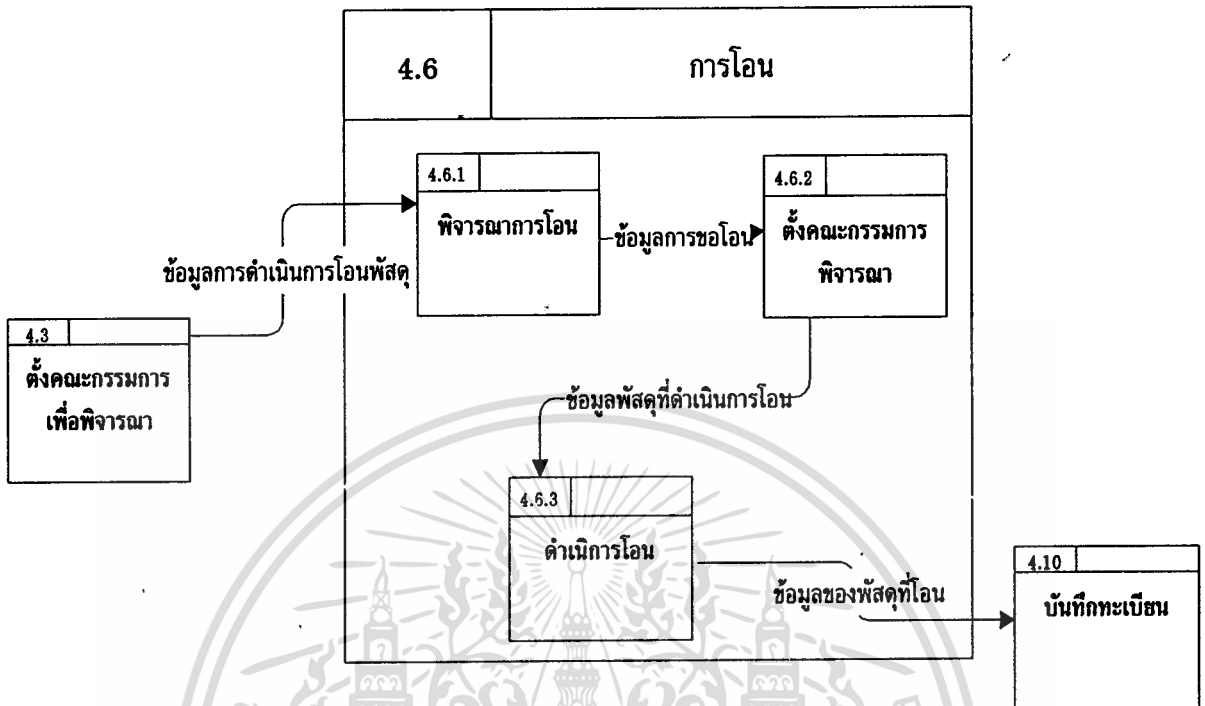 4.6
การโอน
4.6.1
พิจารณาการโอน
ข้อมูลการขอโอน
4.6.2
ตั้งคณะกรรมการ
พิจารณา
ข้อมูลการดำเนินการโอนพัสดุ
4.3
ตั้งคณะกรรมการ
เพื่อพิจารณา
ข้อมูลพัสดุที่ดำเนินการโอน
4.6.3
ดำเนิการโอน
ข้อมูลของพัสดุที่โอน
4.10
บันทึกทะเบียน